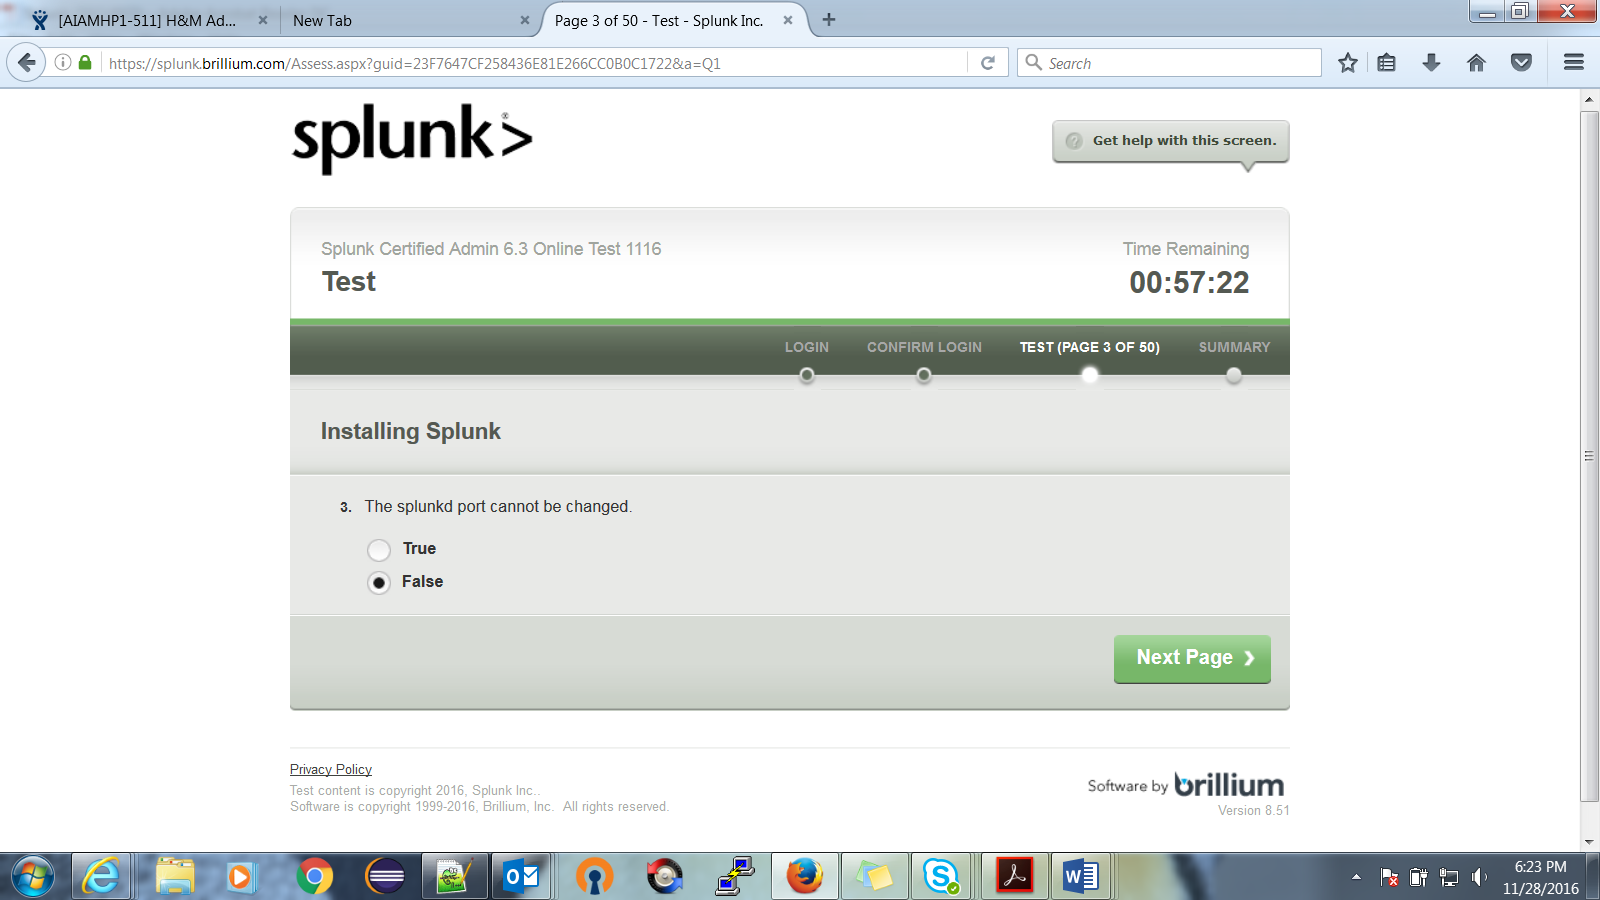 [AIAMHP1-511] H&M Ad...
New Tab
Page 3 of 50 - Test - Splunk Inc.
https://splunk.brillium.com/Assess.aspx?guid=23F7647CF258436E81E266CC0B0C1722&a=Q1
Search
splunk>
Get help with this screen.
Splunk Certified Admin 6.3 Online Test 1116
Test
Time Remaining
00:57:22
LOGIN
CONFIRM LOGIN
TEST (PAGE 3 OF 50)
SUMMARY
Installing Splunk
3. The splunkd port cannot be changed.
True
False
Next Page
Privacy Policy
Test content is copyright 2016, Splunk Inc..
Software is copyright 1999-2016, Brillium, Inc. All rights reserved.
Software by brillium
Version 8.51
6:23 PM
11/28/2016